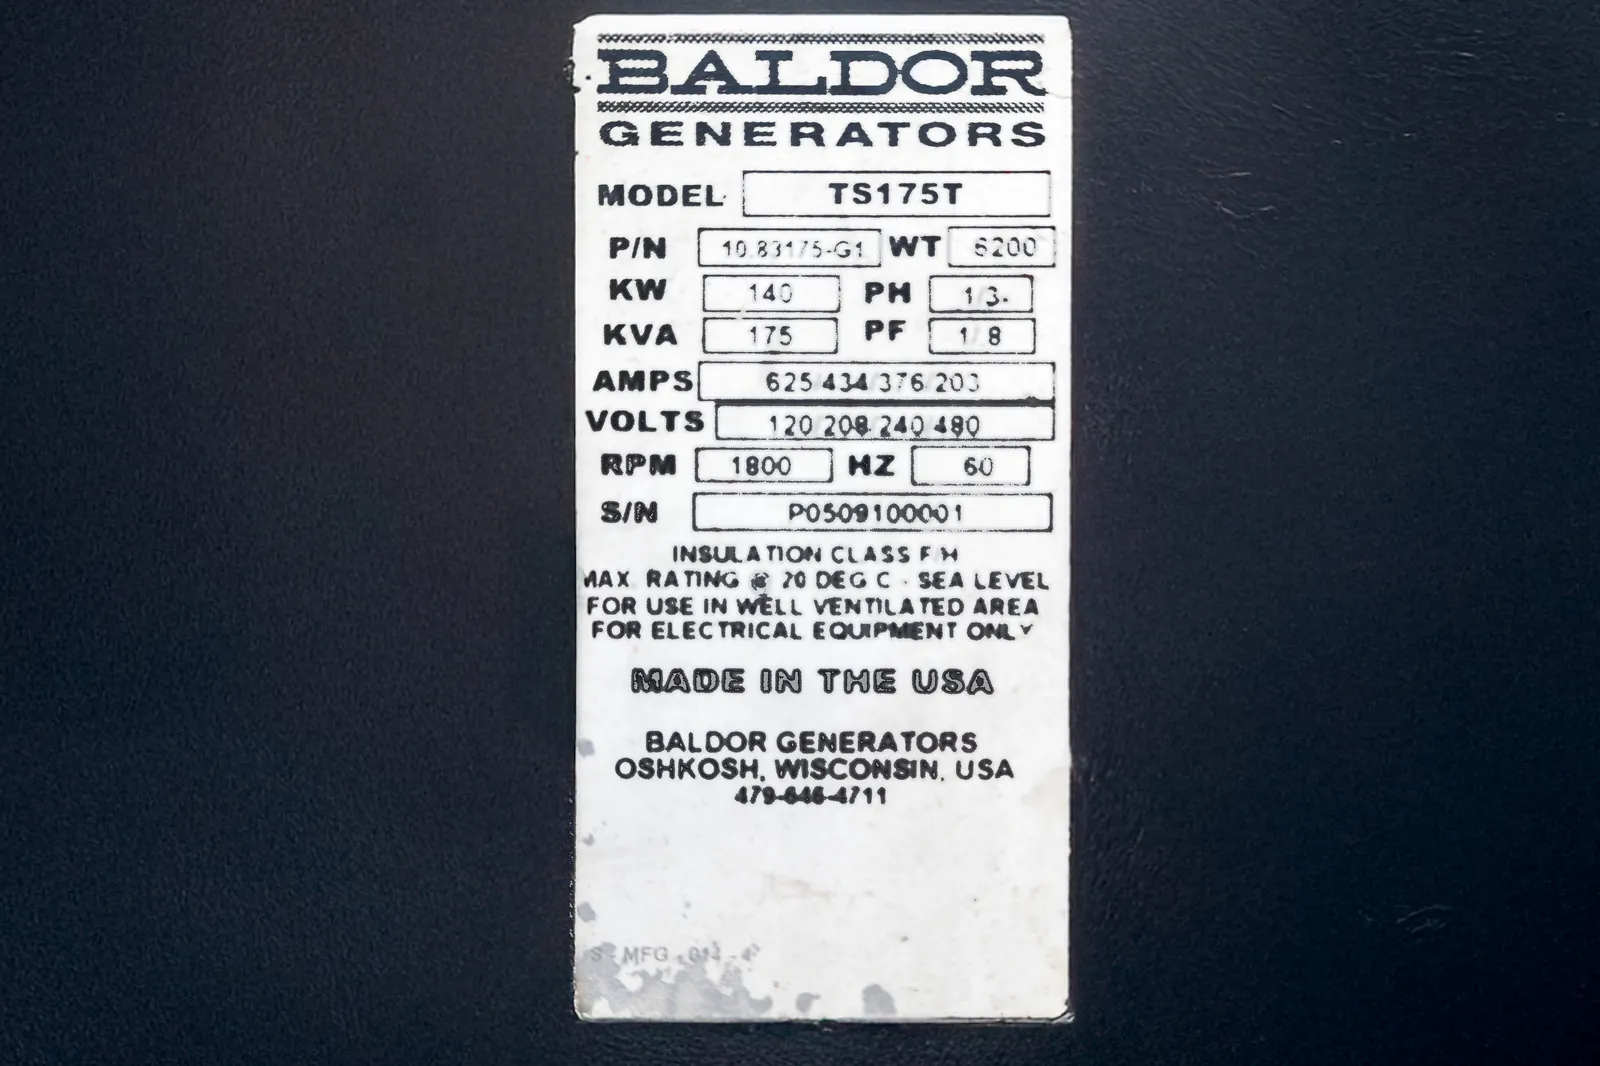 BALDOR
GENERATORS
MODEL TS175T
P/N 10.83175-G1 WT 6200
KW 140 PH 1/3
KVA 175 PF 1/.8
AMPS 625/434/376/203
VOLTS 120/208/240/480
RPM 1800 HZ 60
S/N P0509100001
INSULATION CLASS F/H
MAX. RATING @ 20 DEG C - SEA LEVEL
FOR USE IN WELL VENTILATED AREA
FOR ELECTRICAL EQUIPMENT ONLY
MADE IN THE USA
BALDOR GENERATORS
OSHKOSH, WISCONSIN, USA
479-646-4711
MFG